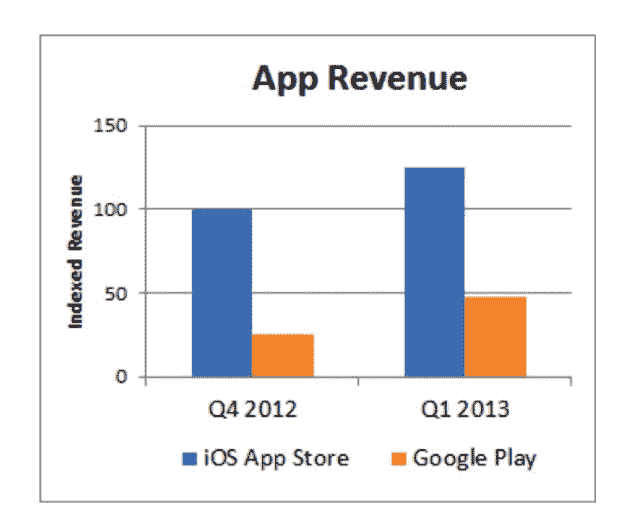 App Revenue
150
100
50
0
Indexed Revenue
Q4 2012 Q1 2013
iOS App Store Google Play